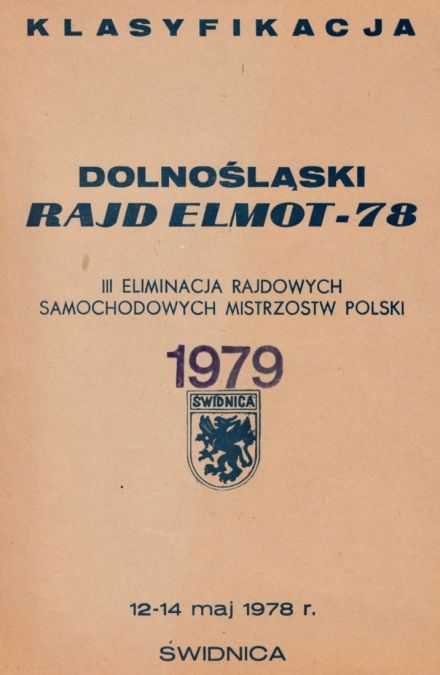 KLASYFIKACJA
DOLNOŚLĄSKI
RAJD ELMOT-78
III ELIMINACJA RAJDOWYCH
SAMOCHODOWYCH MISTRZOSTW POLSKI
1979
ŚWIDNICA
12-14 maj 1978 r.
ŚWIDNICA